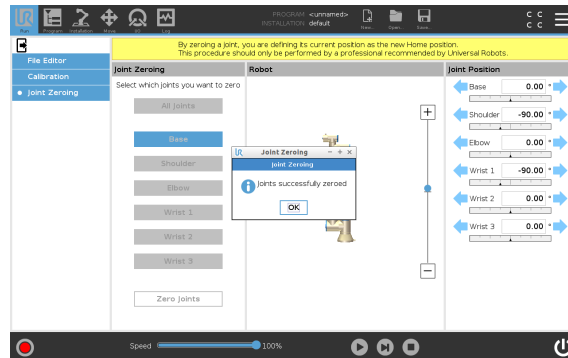 UR
PROGRAM <unnamed>
INSTALLATION default
Run Program Installation Move I/O Log
New... Open... Save...
C C
C C
By zeroing a joint, you are defining its current position as the new Home position.
This procedure should only be performed by a professional recommended by Universal Robots.
File Editor
Calibration
Joint Zeroing
Joint Zeroing
Select which joints you want to zero
All Joints
Base
Shoulder
Elbow
Wrist 1
Wrist 2
Wrist 3
Zero Joints
Robot
+
−
UR Joint Zeroing − + ×
Joint Zeroing
Joints successfully zeroed
OK
Joint Position
Base 0.00 °
Shoulder -90.00 °
Elbow 0.00 °
Wrist 1 -90.00 °
Wrist 2 0.00 °
Wrist 3 0.00 °
Speed 100%